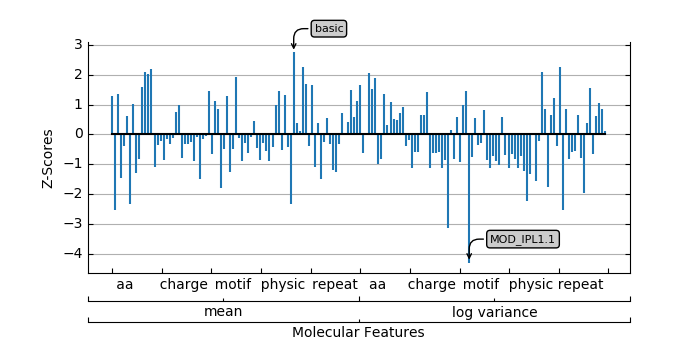 basic
3
2
1
0
−1
−2
−3
−4
Z-Scores
MOD_IPL1.1
aa charge motif physic repeat aa charge motif physic repeat
mean log variance
Molecular Features